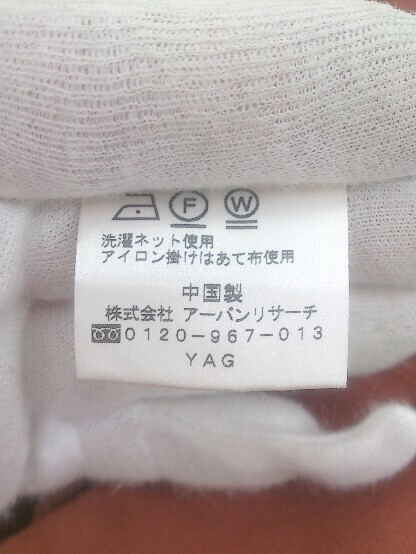 F W
洗濯ネット使用
アイロン掛けはあて布使用
中国製
株式会社 アーバンリサーチ
0120-967-013
YAG